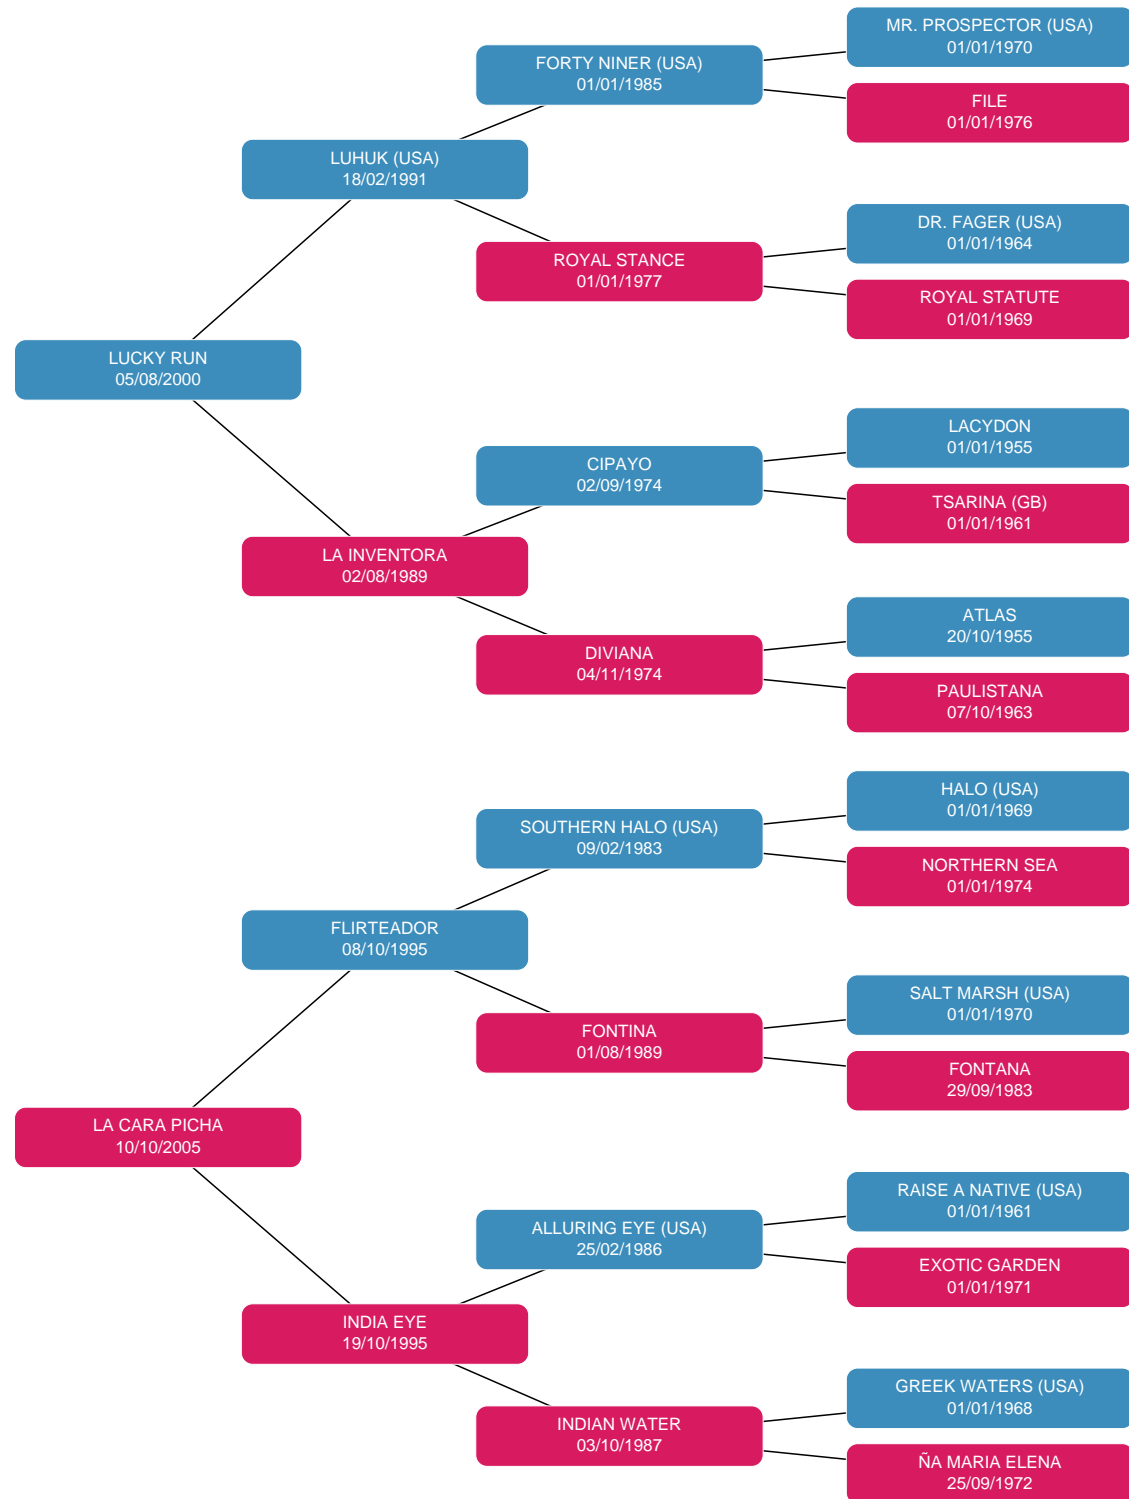 MR. PROSPECTOR (USA)
01/01/1970
FORTY NINER (USA)
01/01/1985
FILE
01/01/1976
LUHUK (USA)
18/02/1991
DR. FAGER (USA)
01/01/1964
ROYAL STANCE
01/01/1977
ROYAL STATUTE
01/01/1969
LUCKY RUN
05/08/2000
LACYDON
01/01/1955
CIPAYO
02/09/1974
TSARINA (GB)
01/01/1961
LA INVENTORA
02/08/1989
ATLAS
20/10/1955
DIVIANA
04/11/1974
PAULISTANA
07/10/1963
HALO (USA)
01/01/1969
SOUTHERN HALO (USA)
09/02/1983
NORTHERN SEA
01/01/1974
FLIRTEADOR
08/10/1995
SALT MARSH (USA)
01/01/1970
FONTINA
01/08/1989
FONTANA
29/09/1983
LA CARA PICHA
10/10/2005
RAISE A NATIVE (USA)
01/01/1961
ALLURING EYE (USA)
25/02/1986
EXOTIC GARDEN
01/01/1971
INDIA EYE
19/10/1995
GREEK WATERS (USA)
01/01/1968
INDIAN WATER
03/10/1987
ÑA MARIA ELENA
25/09/1972